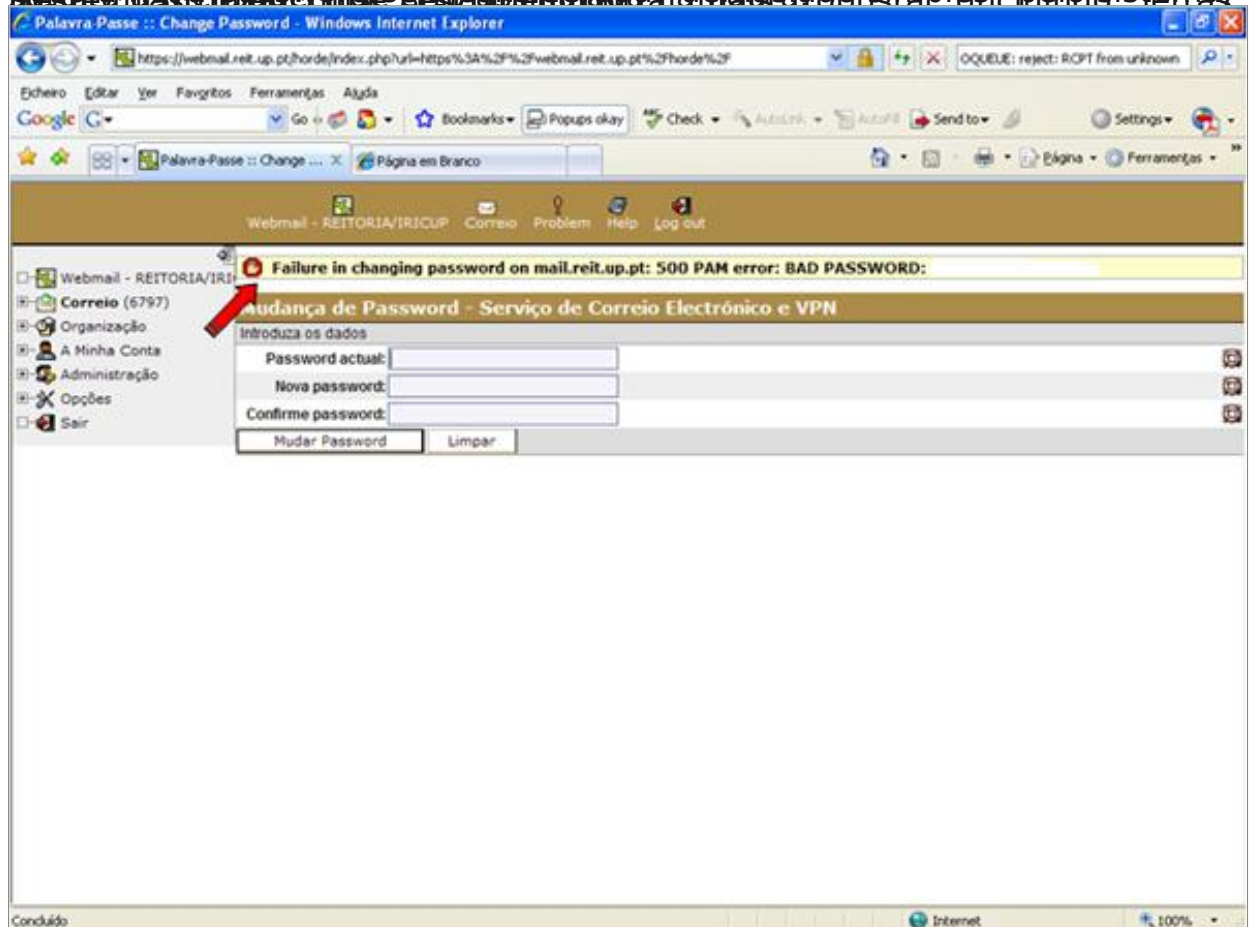 Palavra-Passe :: Change Password - Windows Internet Explorer
https://webmail.reit.up.pt/horde/index.php?url=https%3A%2F%2Fwebmail.reit.up.pt%2Fhorde%2F
OQUEUE: reject: RCPT from unknown
Ficheiro Editar Ver Favoritos Ferramentas Ajuda
Google G Go Bookmarks Popups okay Check AutoLink AutoFill Send to Settings
Palavra-Passe :: Change ... X Página em Branco Página Ferramentas »
Webmail - REITORIA/IRICUP Correio Problem Help Log out
Webmail - REITORIA/IRI
Correio (6797)
Organização
A Minha Conta
Administração
Opções
Sair
Failure in changing password on mail.reit.up.pt: 500 PAM error: BAD PASSWORD:
Mudança de Password - Serviço de Correio Electrónico e VPN
Introduza os dados
Password actual:
Nova password:
Confirme password:
Mudar Password Limpar
Concluído Internet 100%